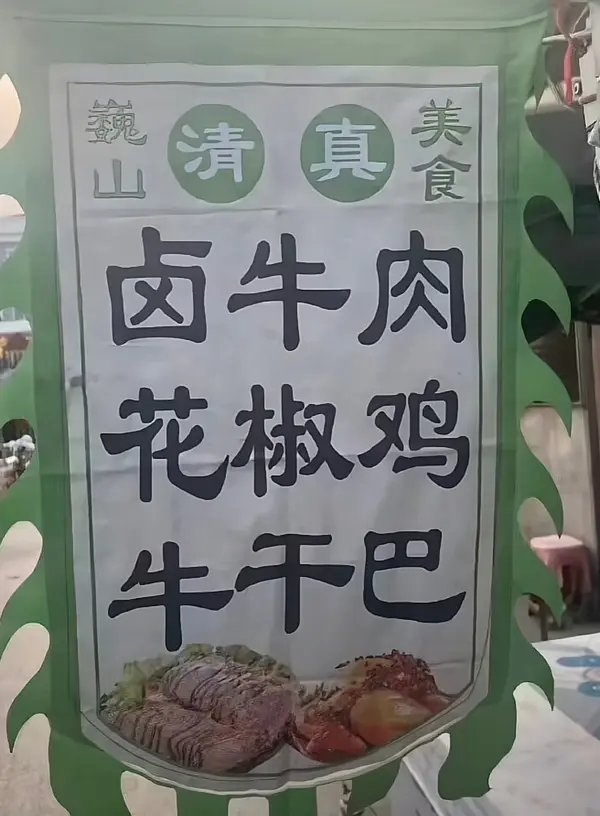 巍山 清真 美食
卤牛肉
花椒鸡
牛干巴